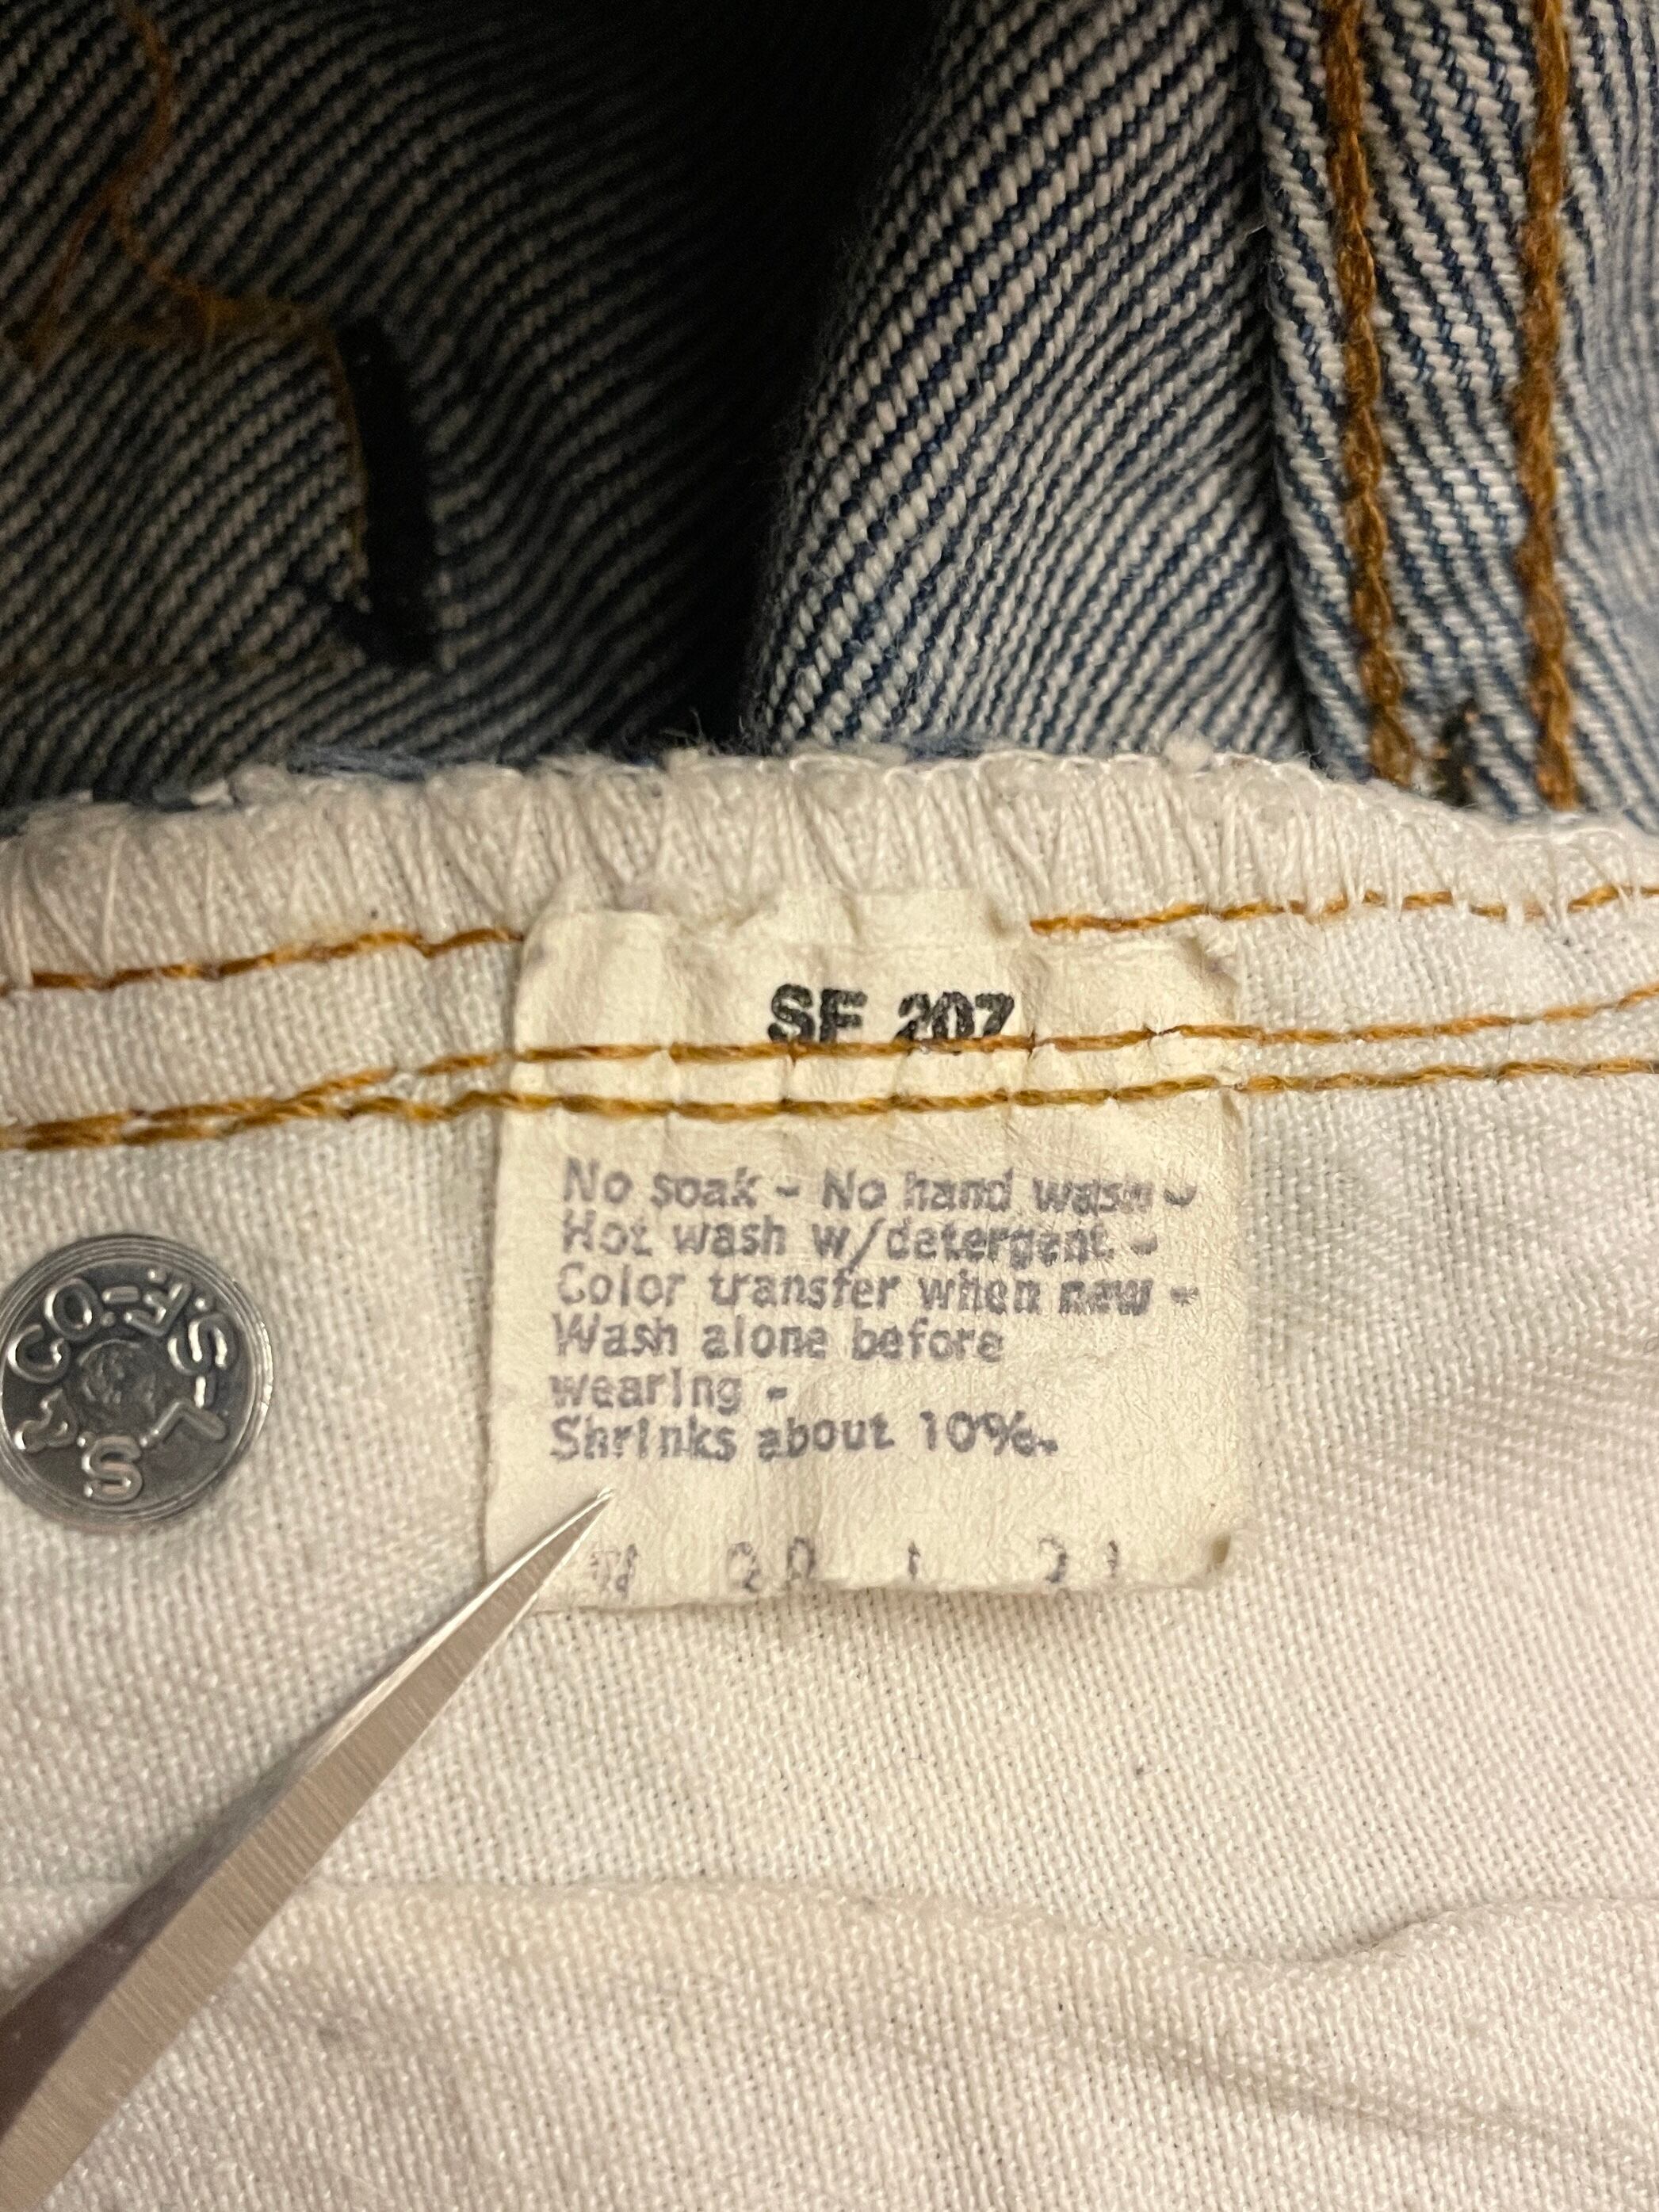 SF 207
No soak - No hand wash -
Hot wash w/detergent -
Color transfer when new -
Wash alone before
wearing -
Shrinks about 10%.
L.S.&CO.-S.F.